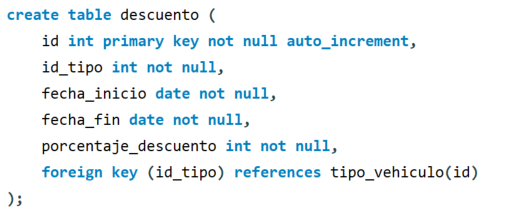 create table descuento (
id int primary key not null auto_increment,
id_tipo int not null,
fecha_inicio date not null,
fecha_fin date not null,
porcentaje_descuento int not null,
foreign key (id_tipo) references tipo_vehiculo(id)
);